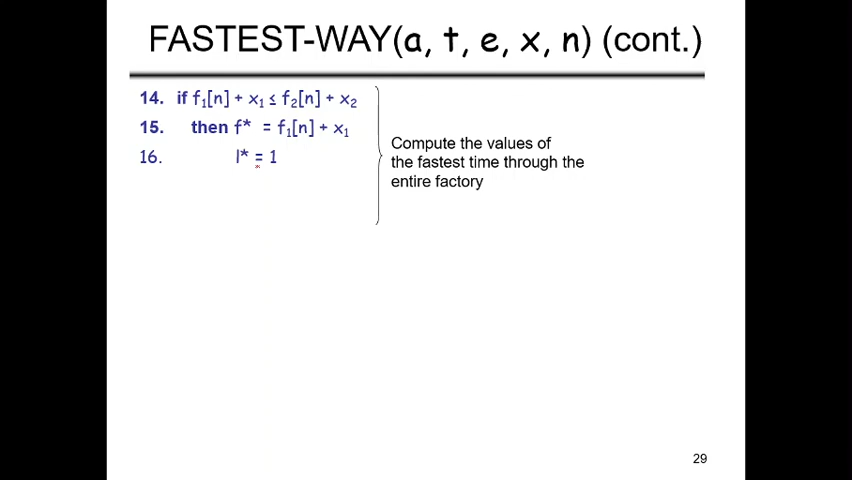 FASTEST-WAY(a, t, e, x, n) (cont.)
14. if f₁[n] + x₁ ≤ f₂[n] + x₂
15. then f* = f₁[n] + x₁
16. l* = 1
Compute the values of
the fastest time through the
entire factory
29